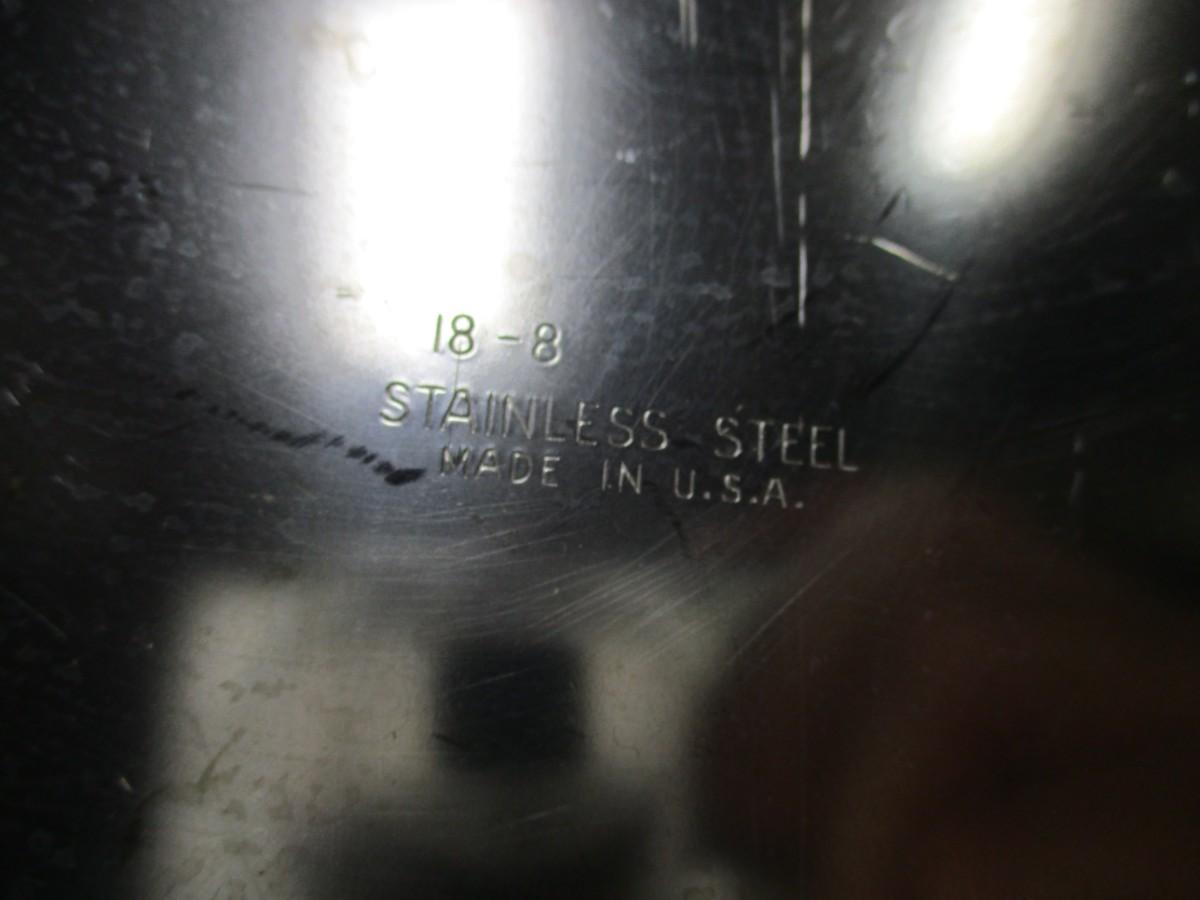 18-8
STAINLESS STEEL
MADE IN U.S.A.